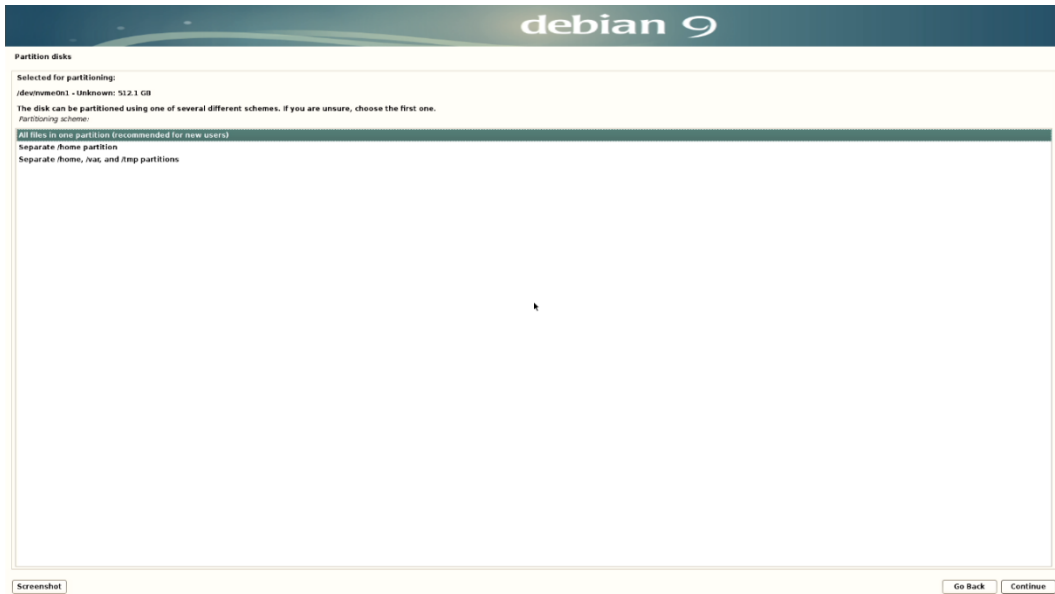 debian 9
Partition disks
Selected for partitioning:
/dev/nvme0n1 - Unknown: 512.1 GB
The disk can be partitioned using one of several different schemes. If you are unsure, choose the first one.
Partitioning scheme:
All files in one partition (recommended for new users)
Separate /home partition
Separate /home, /var, and /tmp partitions
Screenshot
Go Back
Continue